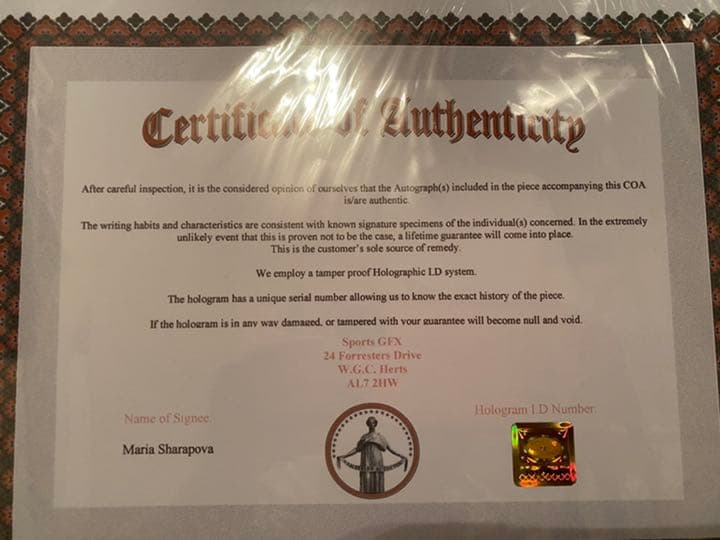 Certificate of Authenticity
After careful inspection, it is the considered opinion of ourselves that the Autograph(s) included in the piece accompanying this COA
is/are authentic.
The writing habits and characteristics are consistent with known signature specimens of the individual(s) concerned. In the extremely
unlikely event that this is proven not to be the case, a lifetime guarantee will come into place.
This is the customer's sole source of remedy.
We employ a tamper proof Holographic I.D system.
The hologram has a unique serial number allowing us to know the exact history of the piece.
If the hologram is in any way damaged, or tampered with your guarantee will become null and void.
Sports GFX
24 Forresters Drive
W.G.C. Herts
AL7 2HW
Name of Signee:
Hologram I.D Number:
Maria Sharapova